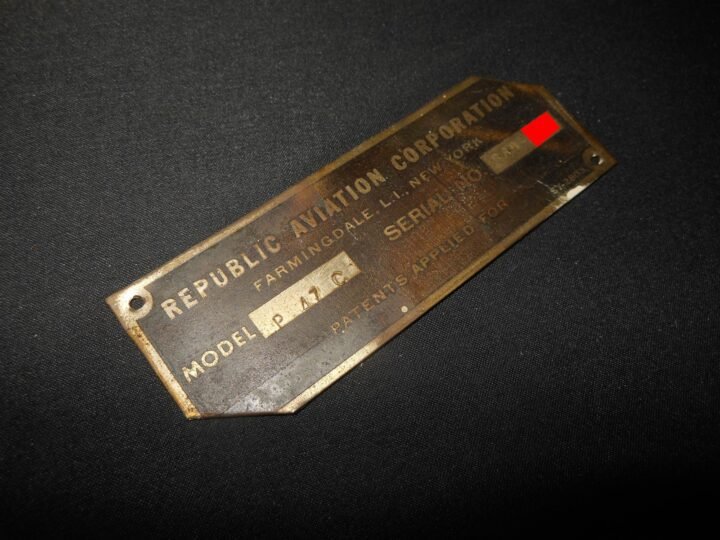 REPUBLIC AVIATION CORPORATION
FARMINGDALE, L.I., NEW YORK
MODEL P 47 C SERIAL NO.
PATENTS APPLIED FOR